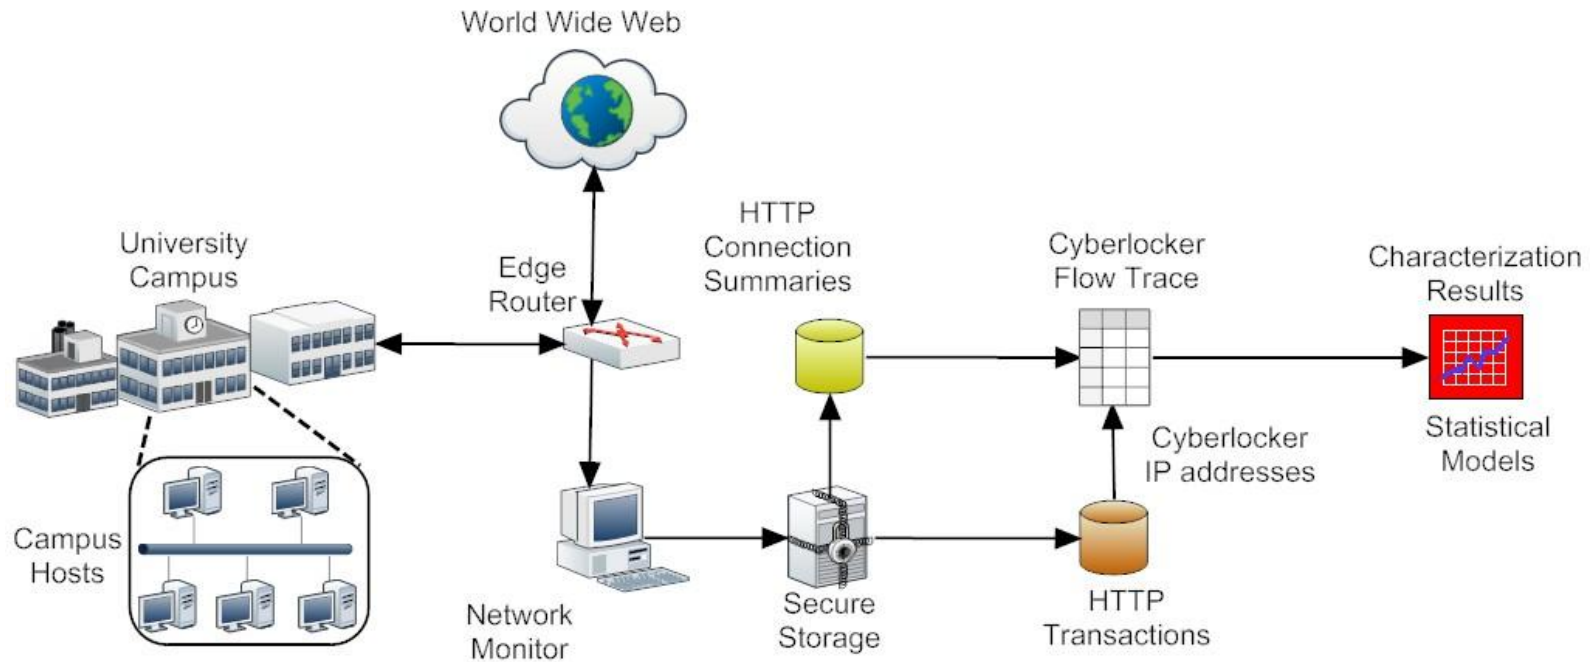 World Wide Web
University
Campus
Edge
Router
HTTP
Connection
Summaries
Cyberlocker
Flow Trace
Characterization
Results
Statistical
Models
Cyberlocker
IP addresses
Campus
Hosts
Network
Monitor
Secure
Storage
HTTP
Transactions